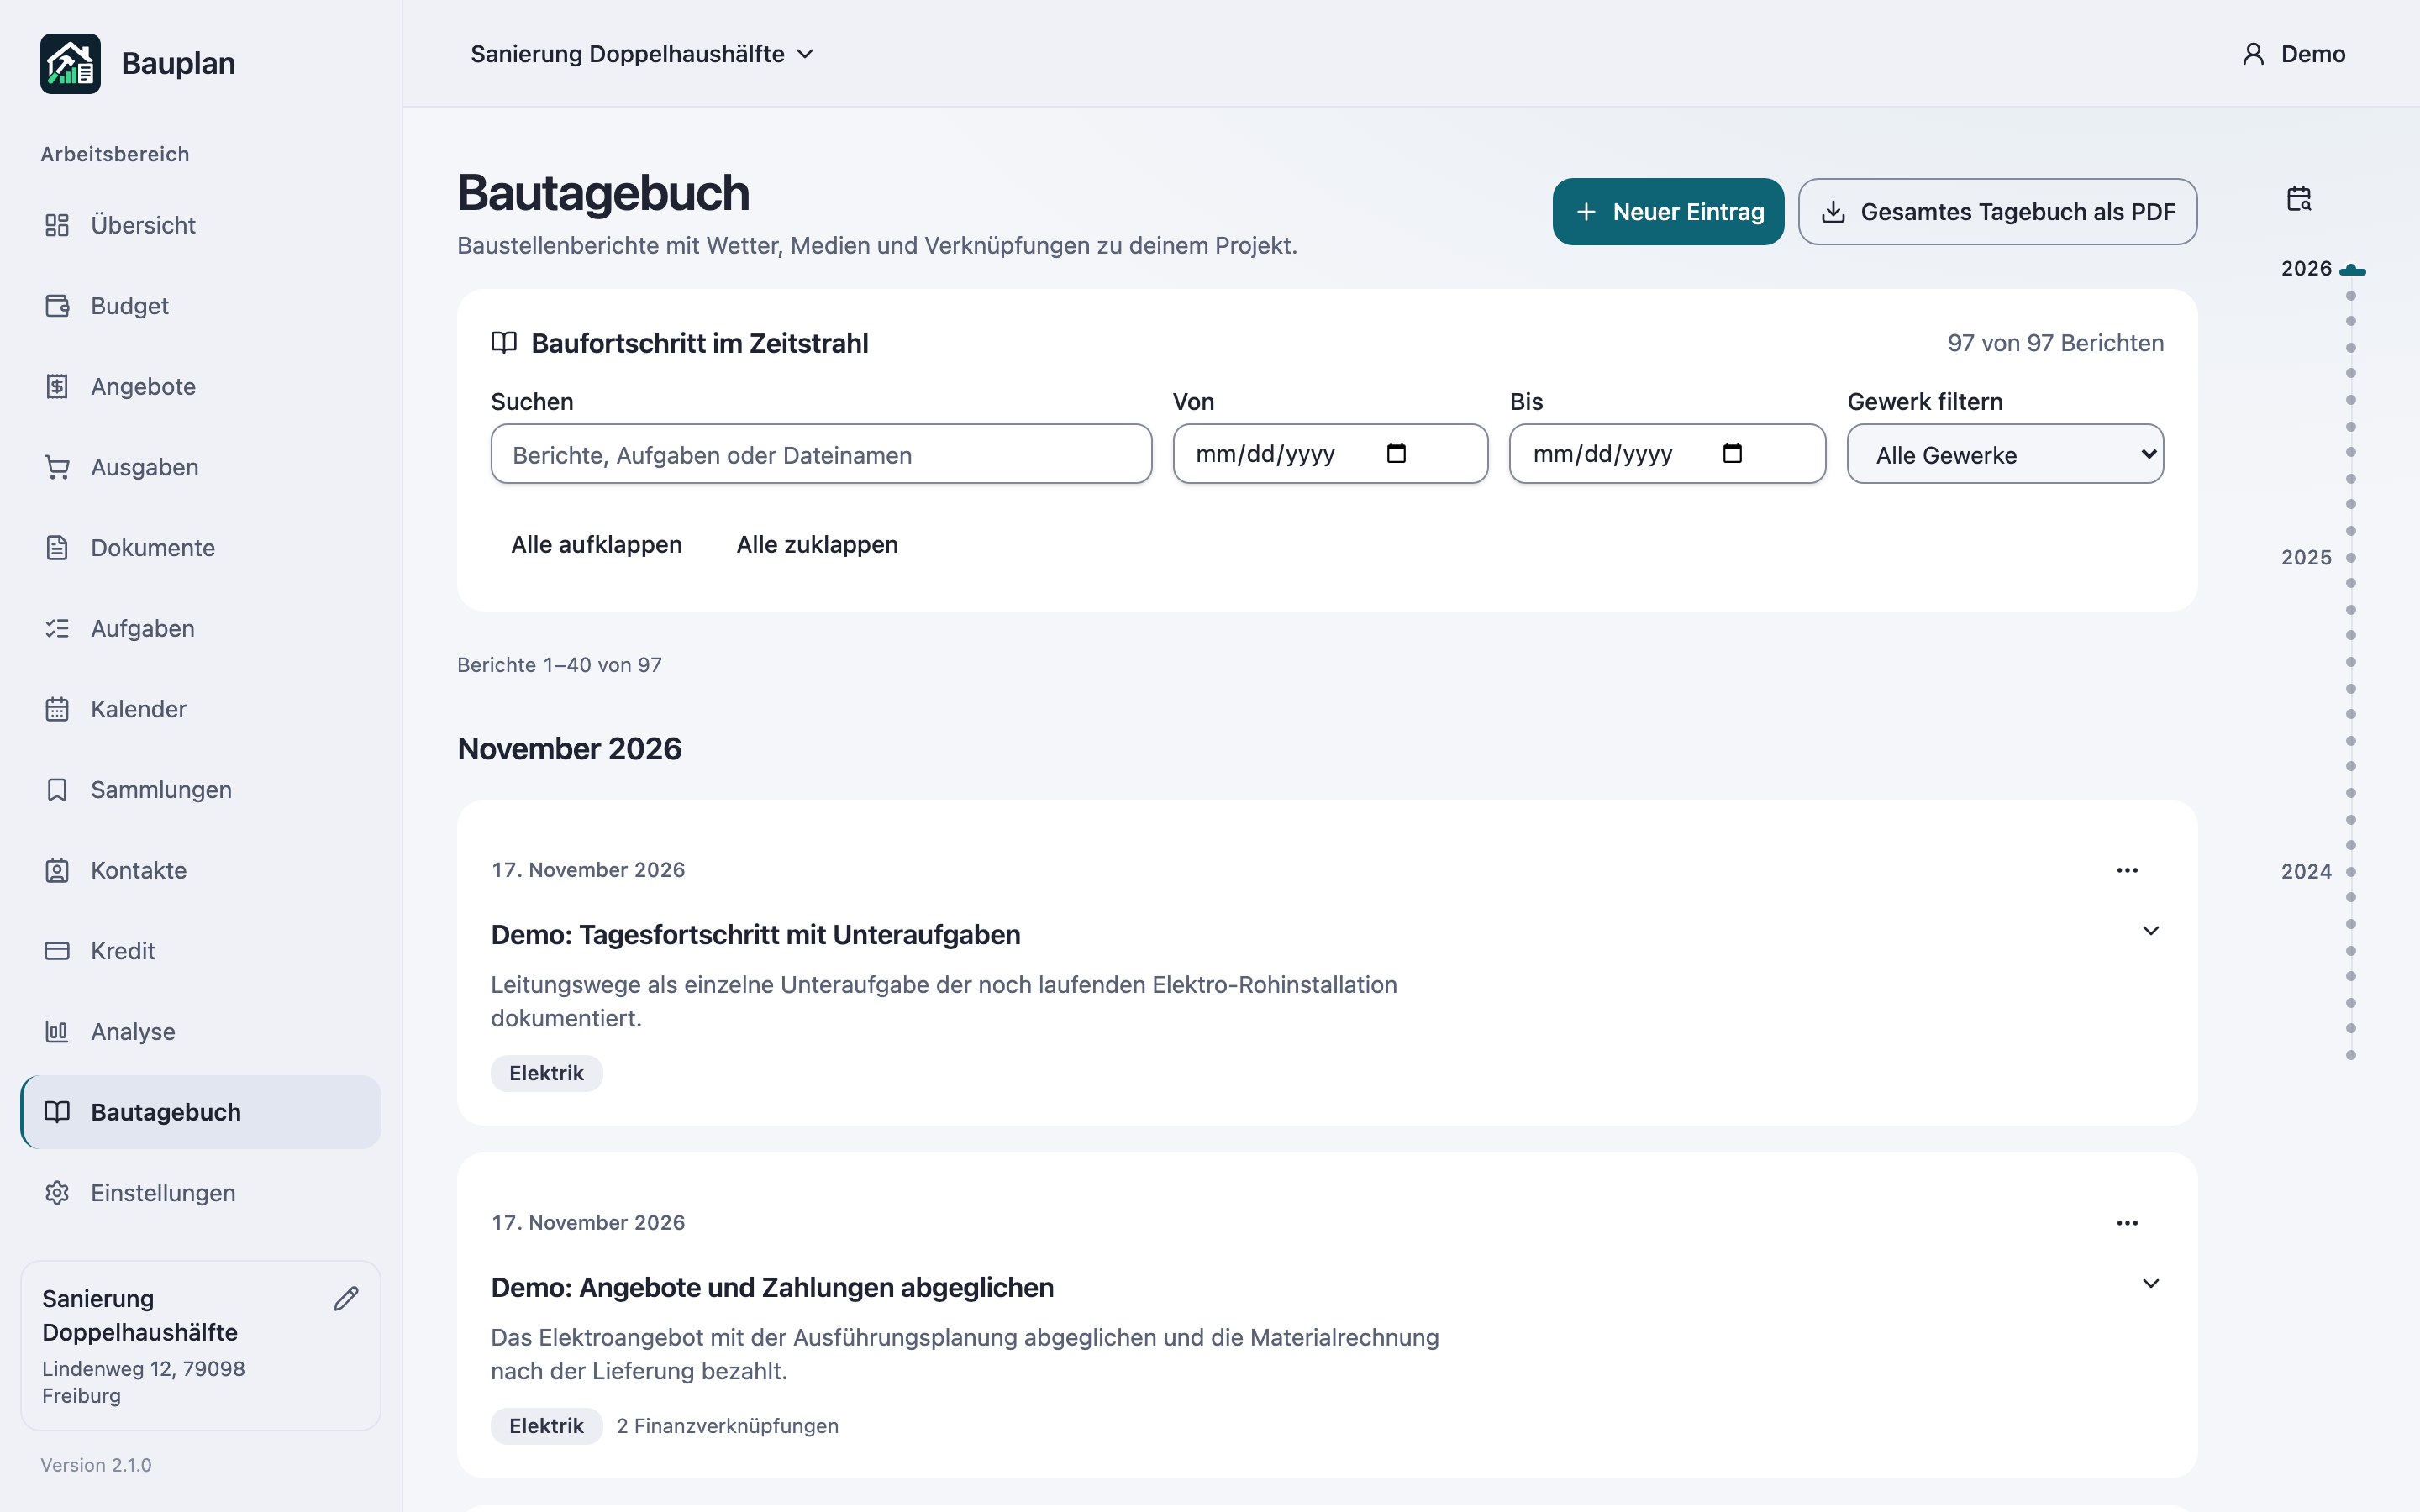 Bauplan
Sanierung Doppelhaushälfte
Demo
Arbeitsbereich
Übersicht
Budget
Angebote
Ausgaben
Dokumente
Aufgaben
Kalender
Sammlungen
Kontakte
Kredit
Analyse
Bautagebuch
Einstellungen
Sanierung
Doppelhaushälfte
Lindenweg 12, 79098
Freiburg
Version 2.1.0
Bautagebuch
Baustellenberichte mit Wetter, Medien und Verknüpfungen zu deinem Projekt.
Neuer Eintrag
Gesamtes Tagebuch als PDF
Baufortschritt im Zeitstrahl
97 von 97 Berichten
Suchen
Von
Bis
Gewerk filtern
Berichte, Aufgaben oder Dateinamen
mm/dd/yyyy
mm/dd/yyyy
Alle Gewerke
Alle aufklappen
Alle zuklappen
Berichte 1–40 von 97
November 2026
17. November 2026
Demo: Tagesfortschritt mit Unteraufgaben
Leitungswege als einzelne Unteraufgabe der noch laufenden Elektro-Rohinstallation
dokumentiert.
Elektrik
17. November 2026
Demo: Angebote und Zahlungen abgeglichen
Das Elektroangebot mit der Ausführungsplanung abgeglichen und die Materialrechnung
nach der Lieferung bezahlt.
Elektrik
2 Finanzverknüpfungen
2026
2025
2024